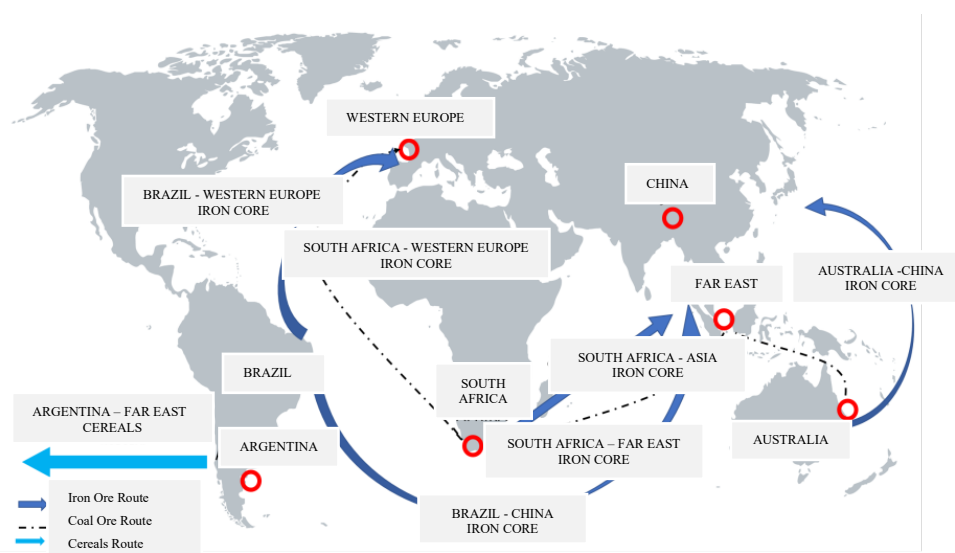 WESTERN EUROPE
BRAZIL - WESTERN EUROPE
IRON CORE
CHINA
SOUTH AFRICA - WESTERN EUROPE
IRON CORE
FAR EAST
AUSTRALIA -CHINA
IRON CORE
BRAZIL
SOUTH
AFRICA
SOUTH AFRICA - ASIA
IRON CORE
ARGENTINA – FAR EAST
CEREALS
ARGENTINA
SOUTH AFRICA – FAR EAST
IRON CORE
AUSTRALIA
BRAZIL - CHINA
IRON CORE
Iron Ore Route
Coal Ore Route
Cereals Route